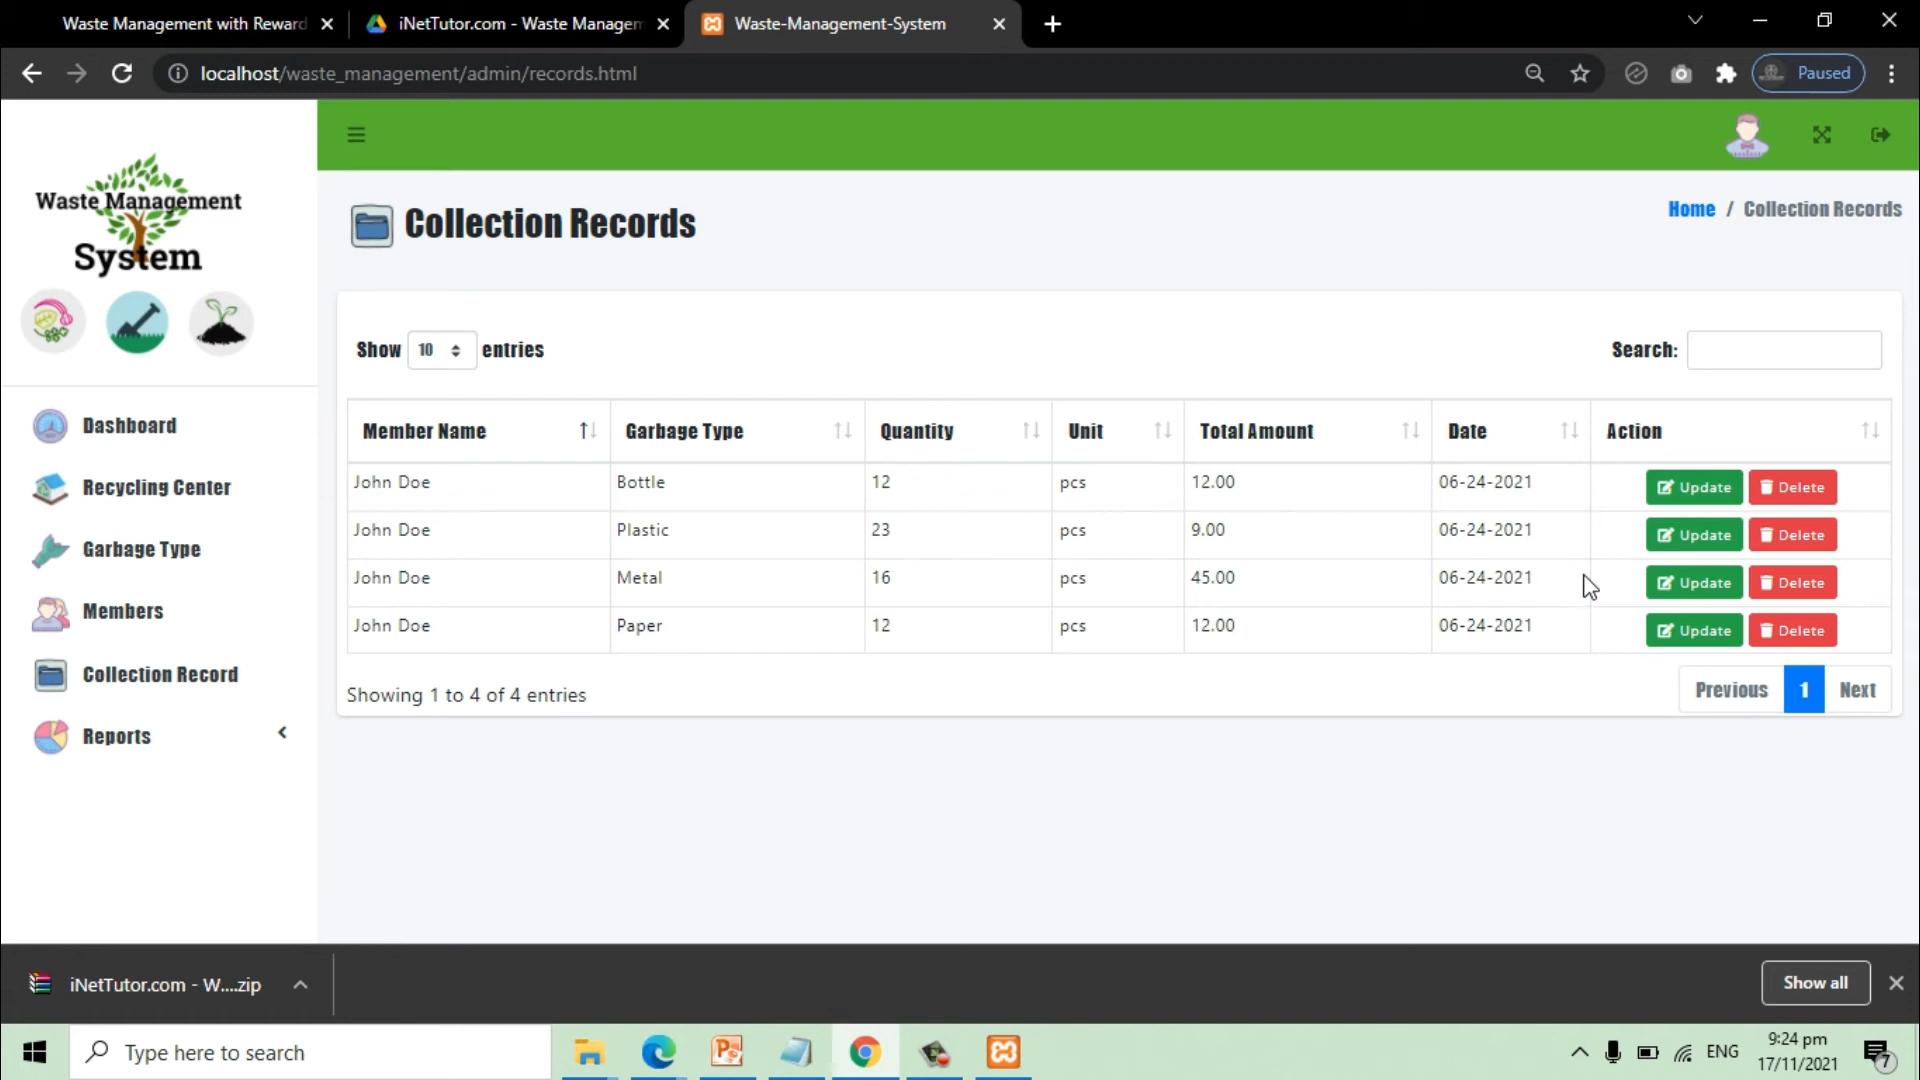 Waste Management with Reward
iNetTutor.com - Waste Managem
Waste-Management-System
localhost/waste_management/admin/records.html
Paused
Waste Management
System
Collection Records
Home / Collection Records
Show 10 entries
Search:
Member Name Garbage Type Quantity Unit Total Amount Date Action
John Doe Bottle 12 pcs 12.00 06-24-2021 Update Delete
John Doe Plastic 23 pcs 9.00 06-24-2021 Update Delete
John Doe Metal 16 pcs 45.00 06-24-2021 Update Delete
John Doe Paper 12 pcs 12.00 06-24-2021 Update Delete
Showing 1 to 4 of 4 entries
Previous 1 Next
Dashboard
Recycling Center
Garbage Type
Members
Collection Record
Reports
iNetTutor.com - W....zip
Show all
Type here to search
ENG
9:24 pm
17/11/2021
7